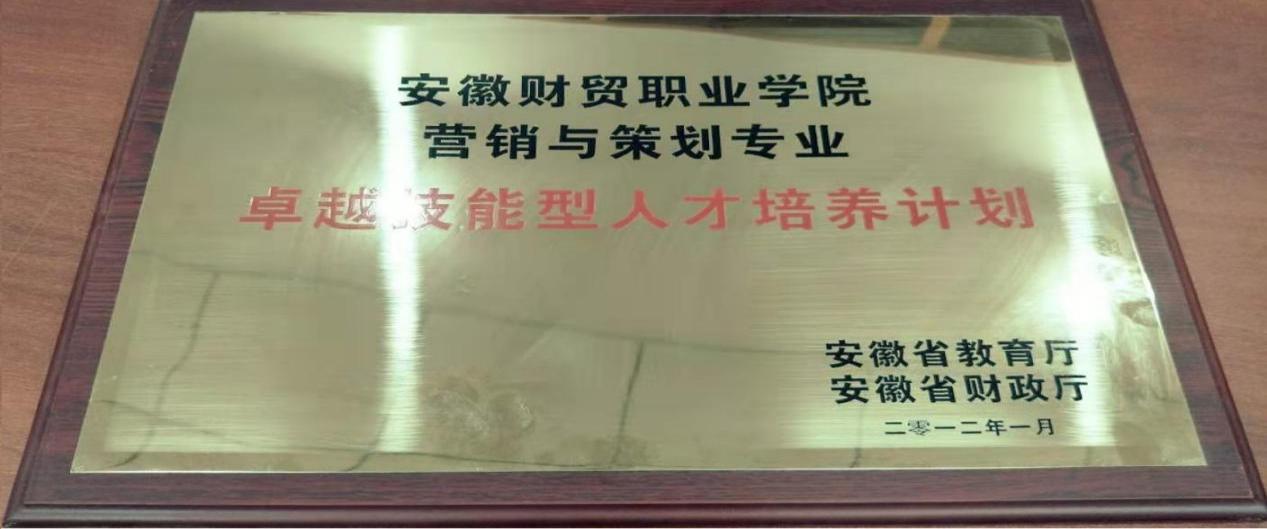 安徽财贸职业学院
营销与策划专业
卓越技能型人才培养计划
安徽省教育厅
安徽省财政厅
二零一二年一月